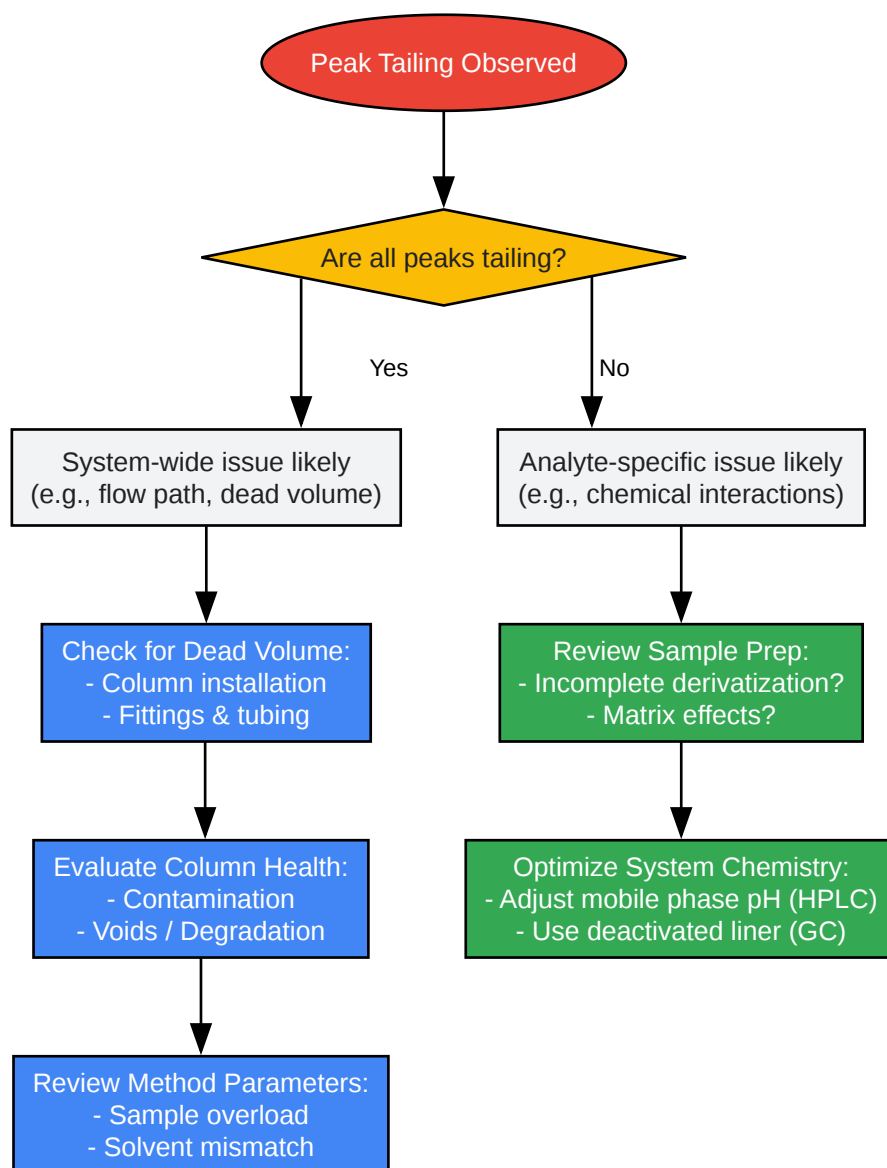 Peak Tailing Observed
Are all peaks tailing?
Yes
No
System-wide issue likely
(e.g., flow path, dead volume)
Analyte-specific issue likely
(e.g., chemical interactions)
Check for Dead Volume:
- Column installation
- Fittings & tubing
Review Sample Prep:
- Incomplete derivatization?
- Matrix effects?
Evaluate Column Health:
- Contamination
- Voids / Degradation
Optimize System Chemistry:
- Adjust mobile phase pH (HPLC)
- Use deactivated liner (GC)
Review Method Parameters:
- Sample overload
- Solvent mismatch